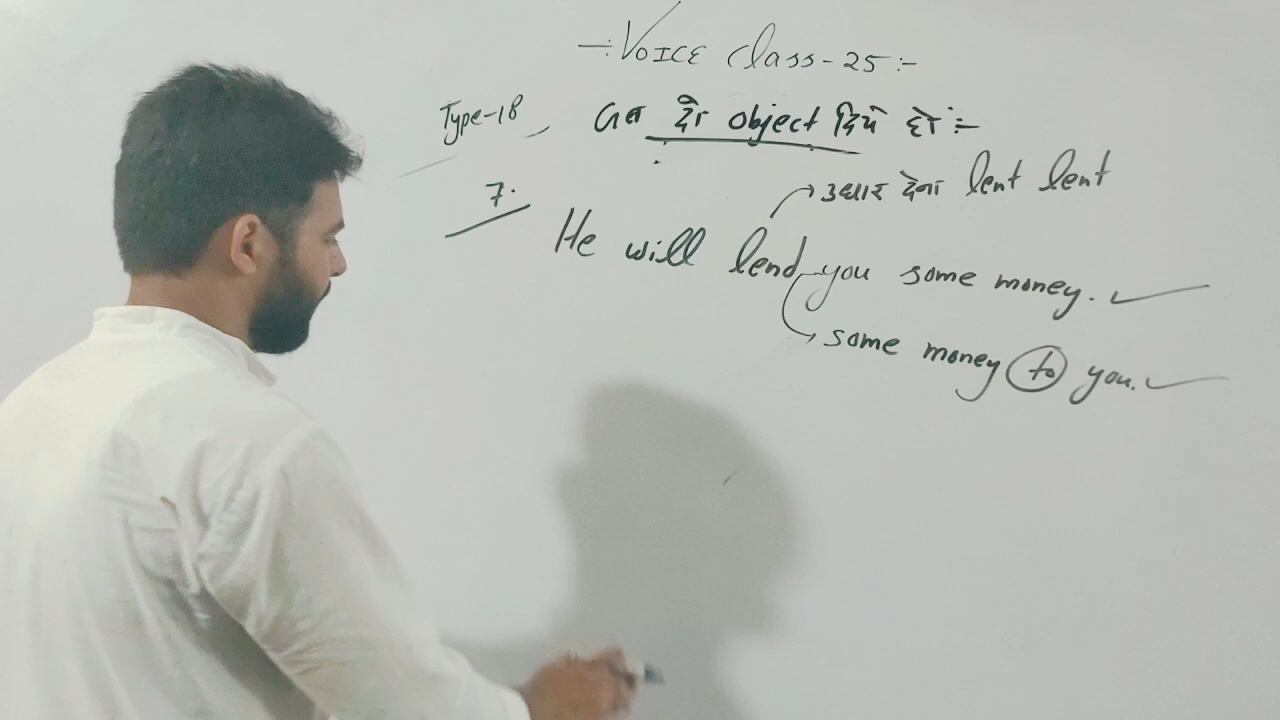 -: VOICE Class-25 :-
Type-18 जब दो object दिये हो :-
→ उधार देना lent lent
7. He will lend you some money. ✓
→ some money to you. ✓